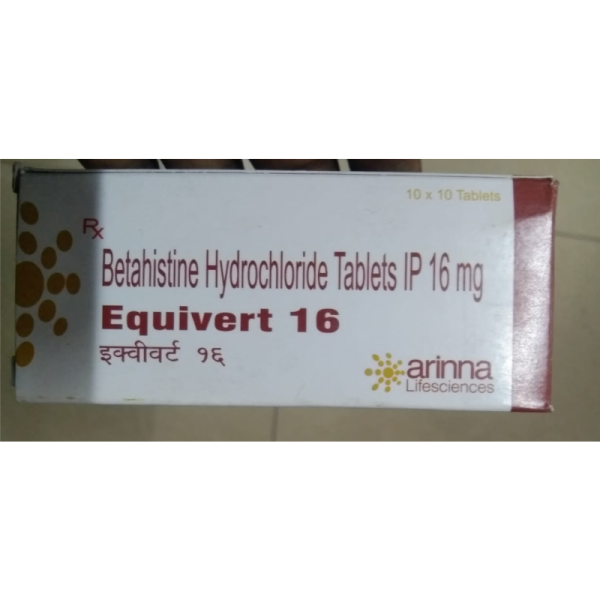 10 x 10 Tablets
Rx
Betahistine Hydrochloride Tablets IP 16 mg
Equivert 16
इक्वीवर्ट १६
arinna
Lifesciences